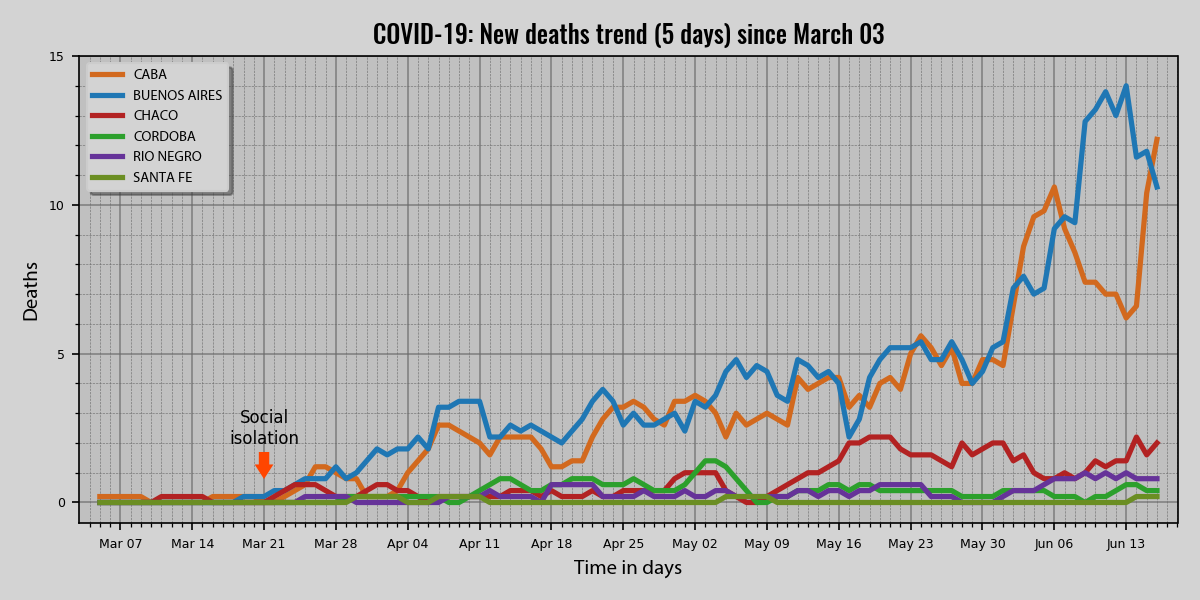 COVID-19: New deaths trend (5 days) since March 03
15
10
5
0
Deaths
CABA
BUENOS AIRES
CHACO
CORDOBA
RIO NEGRO
SANTA FE
Social
isolation
Mar 07 Mar 14 Mar 21 Mar 28 Apr 04 Apr 11 Apr 18 Apr 25 May 02 May 09 May 16 May 23 May 30 Jun 06 Jun 13
Time in days